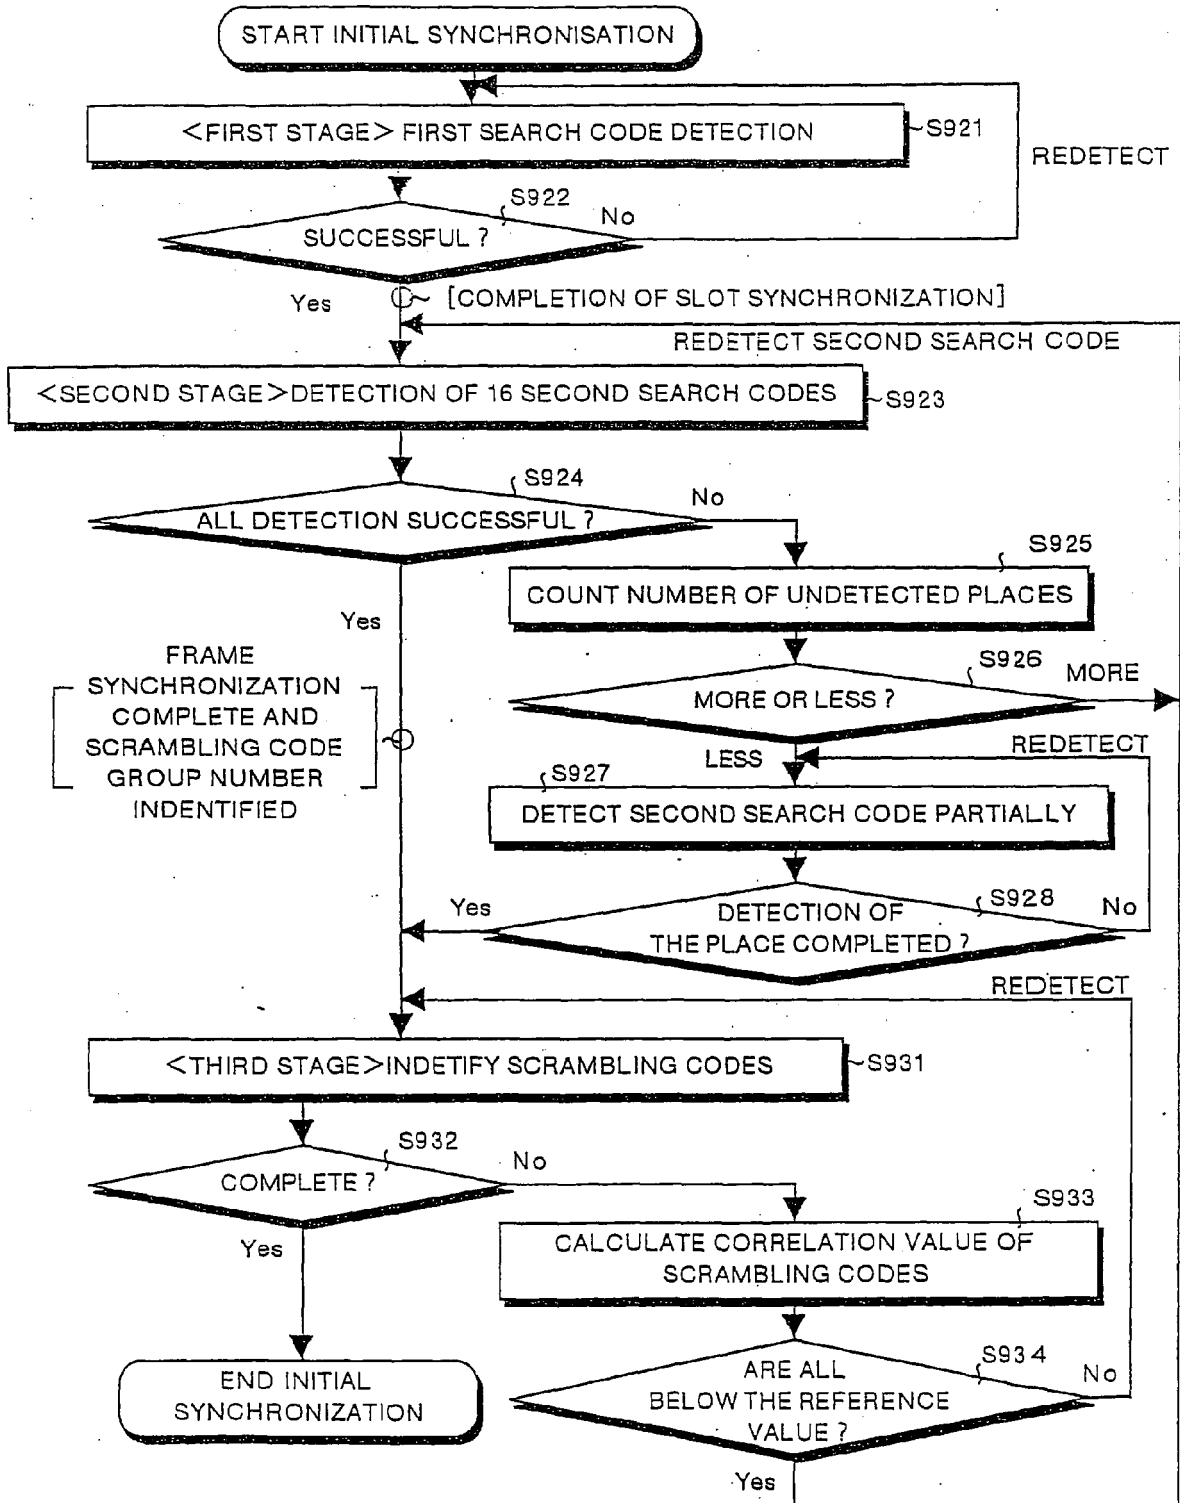 START INITIAL SYNCHRONISATION
<FIRST STAGE> FIRST SEARCH CODE DETECTION
S921
REDETECT
S922
SUCCESSFUL ?
No
Yes
[COMPLETION OF SLOT SYNCHRONIZATION]
REDETECT SECOND SEARCH CODE
<SECOND STAGE>DETECTION OF 16 SECOND SEARCH CODES
S923
S924
ALL DETECTION SUCCESSFUL ?
No
S925
COUNT NUMBER OF UNDETECTED PLACES
Yes
FRAME
SYNCHRONIZATION
COMPLETE AND
SCRAMBLING CODE
GROUP NUMBER
INDENTIFIED
S926
MORE
MORE OR LESS ?
REDETECT
LESS
S927
DETECT SECOND SEARCH CODE PARTIALLY
S928
Yes
No
DETECTION OF
THE PLACE COMPLETED ?
REDETECT
<THIRD STAGE>INDETIFY SCRAMBLING CODES
S931
S932
COMPLETE ?
No
Yes
S933
CALCULATE CORRELATION VALUE OF
SCRAMBLING CODES
S934
ARE ALL
BELOW THE REFERENCE
VALUE ?
No
Yes
END INITIAL
SYNCHRONIZATION